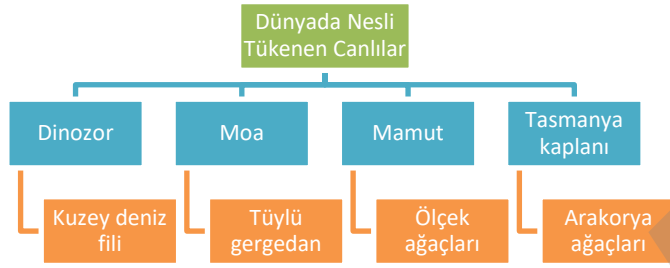 Dünyada Nesli
Tükenen Canlılar
Dinozor
Moa
Mamut
Tasmanya
kaplanı
Kuzey deniz
fili
Tüylü
gergedan
Ölçek
ağaçları
Arakorya
ağaçları